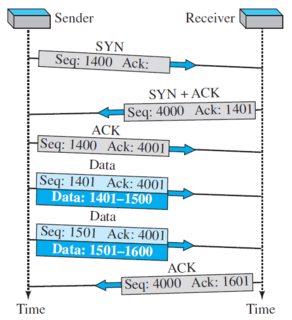 Sender Receiver
SYN
Seq: 1400 Ack:
SYN + ACK
Seq: 4000 Ack: 1401
ACK
Seq: 1400 Ack: 4001
Data
Seq: 1401 Ack: 4001
Data: 1401–1500
Data
Seq: 1501 Ack: 4001
Data: 1501–1600
ACK
Seq: 4000 Ack: 1601
Time Time